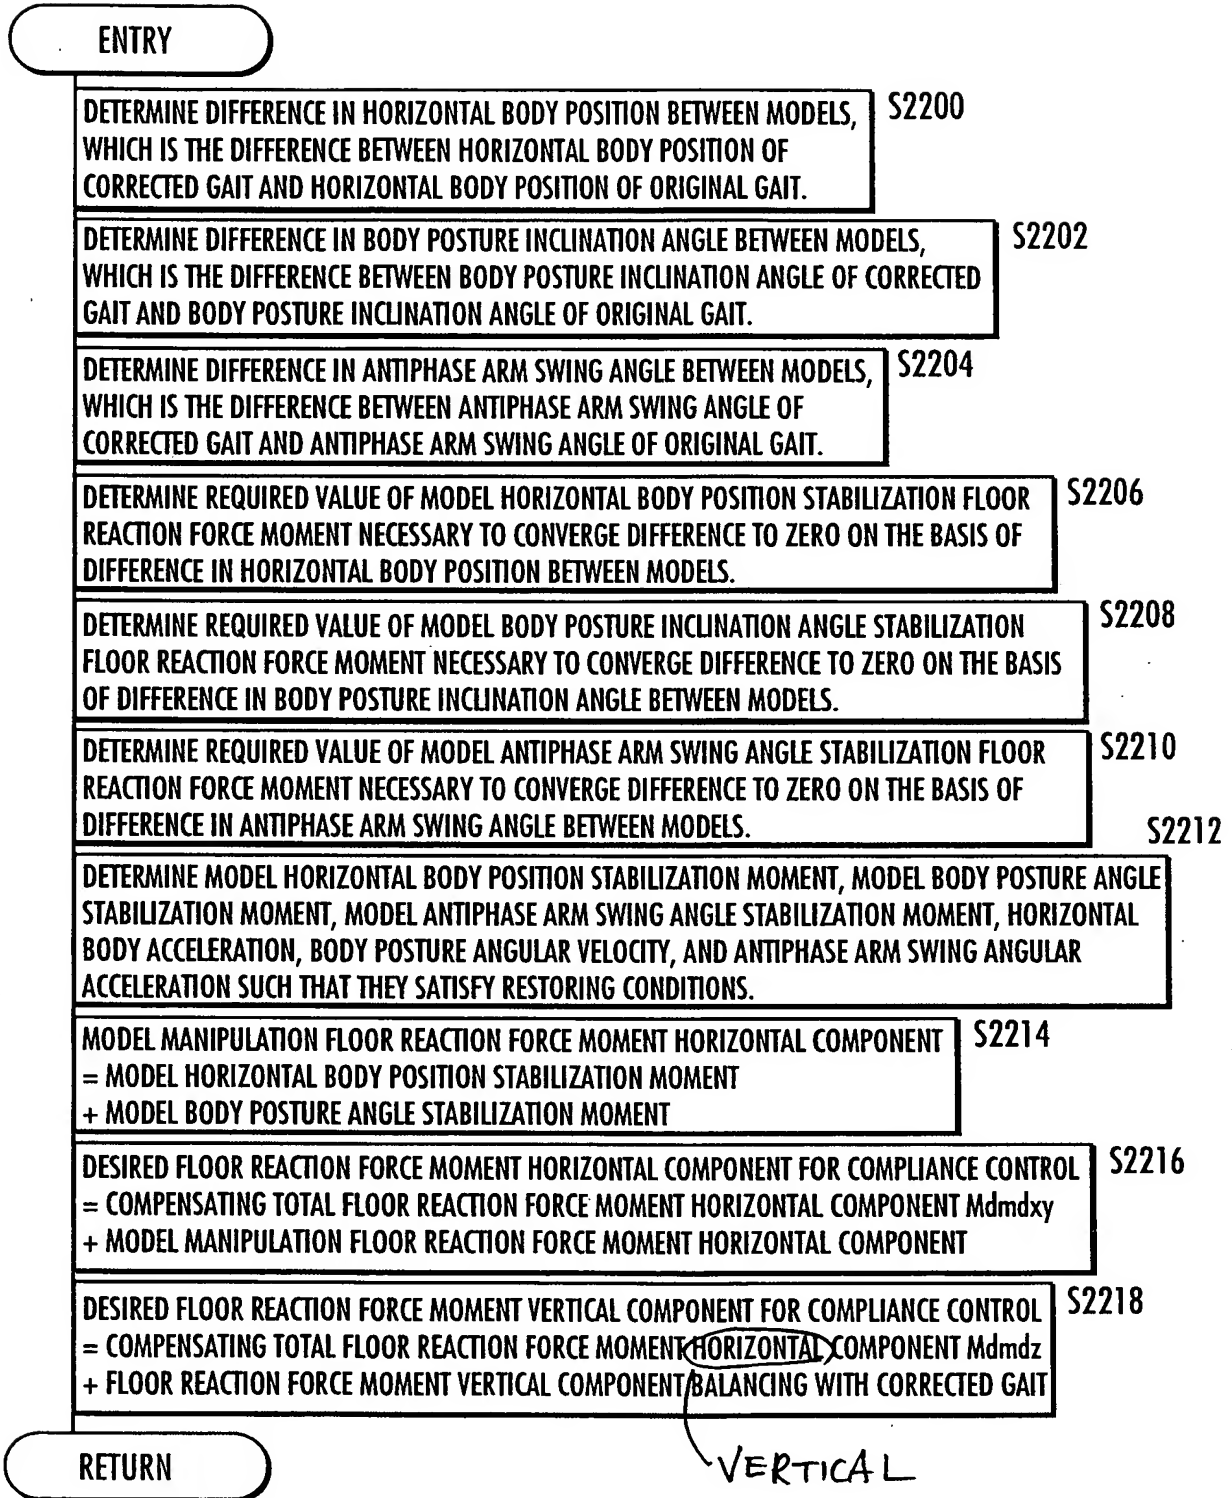 ENTRY
DETERMINE DIFFERENCE IN HORIZONTAL BODY POSITION BETWEEN MODELS,
WHICH IS THE DIFFERENCE BETWEEN HORIZONTAL BODY POSITION OF
CORRECTED GAIT AND HORIZONTAL BODY POSITION OF ORIGINAL GAIT.
S2200
DETERMINE DIFFERENCE IN BODY POSTURE INCLINATION ANGLE BETWEEN MODELS,
WHICH IS THE DIFFERENCE BETWEEN BODY POSTURE INCLINATION ANGLE OF CORRECTED
GAIT AND BODY POSTURE INCLINATION ANGLE OF ORIGINAL GAIT.
S2202
DETERMINE DIFFERENCE IN ANTIPHASE ARM SWING ANGLE BETWEEN MODELS,
WHICH IS THE DIFFERENCE BETWEEN ANTIPHASE ARM SWING ANGLE OF
CORRECTED GAIT AND ANTIPHASE ARM SWING ANGLE OF ORIGINAL GAIT.
S2204
DETERMINE REQUIRED VALUE OF MODEL HORIZONTAL BODY POSITION STABILIZATION FLOOR
REACTION FORCE MOMENT NECESSARY TO CONVERGE DIFFERENCE TO ZERO ON THE BASIS OF
DIFFERENCE IN HORIZONTAL BODY POSITION BETWEEN MODELS.
S2206
DETERMINE REQUIRED VALUE OF MODEL BODY POSTURE INCLINATION ANGLE STABILIZATION
FLOOR REACTION FORCE MOMENT NECESSARY TO CONVERGE DIFFERENCE TO ZERO ON THE BASIS
OF DIFFERENCE IN BODY POSTURE INCLINATION ANGLE BETWEEN MODELS.
S2208
DETERMINE REQUIRED VALUE OF MODEL ANTIPHASE ARM SWING ANGLE STABILIZATION FLOOR
REACTION FORCE MOMENT NECESSARY TO CONVERGE DIFFERENCE TO ZERO ON THE BASIS OF
DIFFERENCE IN ANTIPHASE ARM SWING ANGLE BETWEEN MODELS.
S2210
S2212
DETERMINE MODEL HORIZONTAL BODY POSITION STABILIZATION MOMENT, MODEL BODY POSTURE ANGLE
STABILIZATION MOMENT, MODEL ANTIPHASE ARM SWING ANGLE STABILIZATION MOMENT, HORIZONTAL
BODY ACCELERATION, BODY POSTURE ANGULAR VELOCITY, AND ANTIPHASE ARM SWING ANGULAR
ACCELERATION SUCH THAT THEY SATISFY RESTORING CONDITIONS.
MODEL MANIPULATION FLOOR REACTION FORCE MOMENT HORIZONTAL COMPONENT
= MODEL HORIZONTAL BODY POSITION STABILIZATION MOMENT
+ MODEL BODY POSTURE ANGLE STABILIZATION MOMENT
S2214
DESIRED FLOOR REACTION FORCE MOMENT HORIZONTAL COMPONENT FOR COMPLIANCE CONTROL
= COMPENSATING TOTAL FLOOR REACTION FORCE MOMENT HORIZONTAL COMPONENT Mdmdxy
+ MODEL MANIPULATION FLOOR REACTION FORCE MOMENT HORIZONTAL COMPONENT
S2216
DESIRED FLOOR REACTION FORCE MOMENT VERTICAL COMPONENT FOR COMPLIANCE CONTROL
= COMPENSATING TOTAL FLOOR REACTION FORCE MOMENT HORIZONTAL COMPONENT Mdmdz
+ FLOOR REACTION FORCE MOMENT VERTICAL COMPONENT BALANCING WITH CORRECTED GAIT
S2218
RETURN
VERTICAL